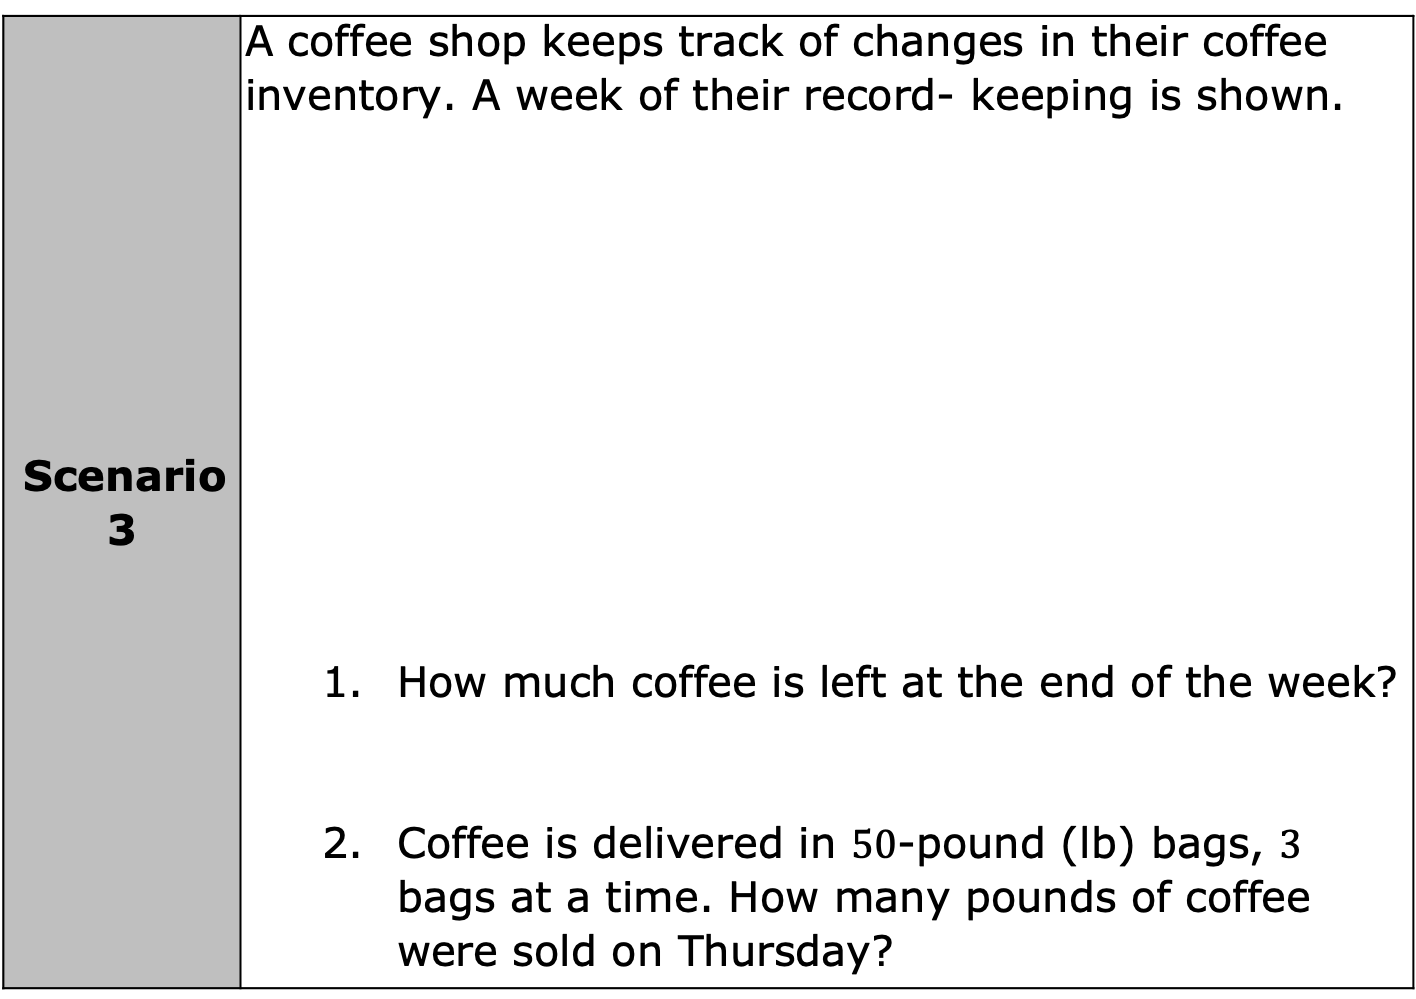 A coffee shop keeps track of changes in their coffee
inventory. A week of their record- keeping is shown.
Scenario
3
1. How much coffee is left at the end of the week?
2. Coffee is delivered in 50-pound (lb) bags, 3
bags at a time. How many pounds of coffee
were sold on Thursday?